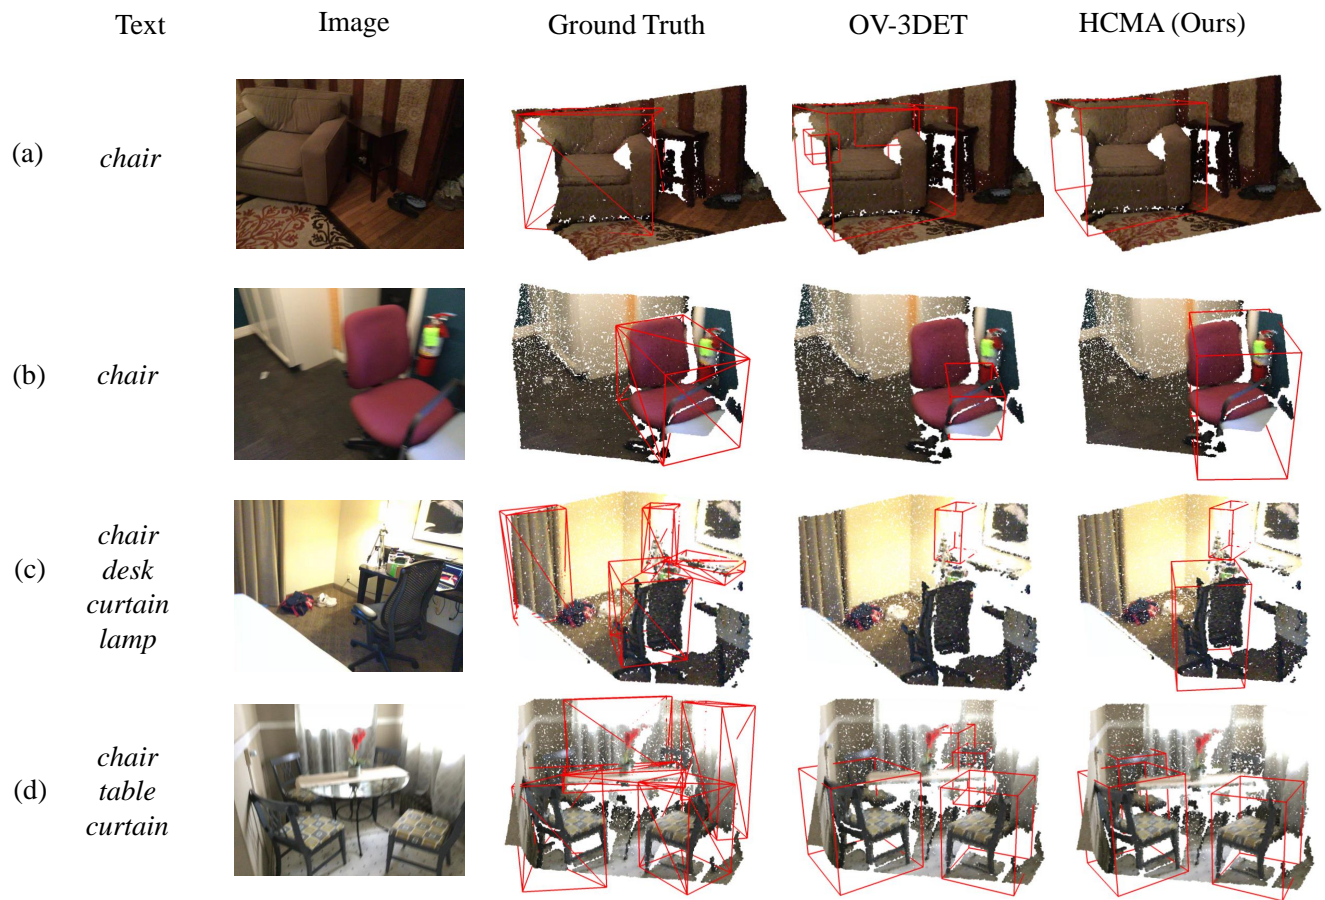 Text Image Ground Truth OV-3DET HCMA (Ours)
(a) chair
(b) chair
(c) chair
desk
curtain
lamp
(d) chair
table
curtain